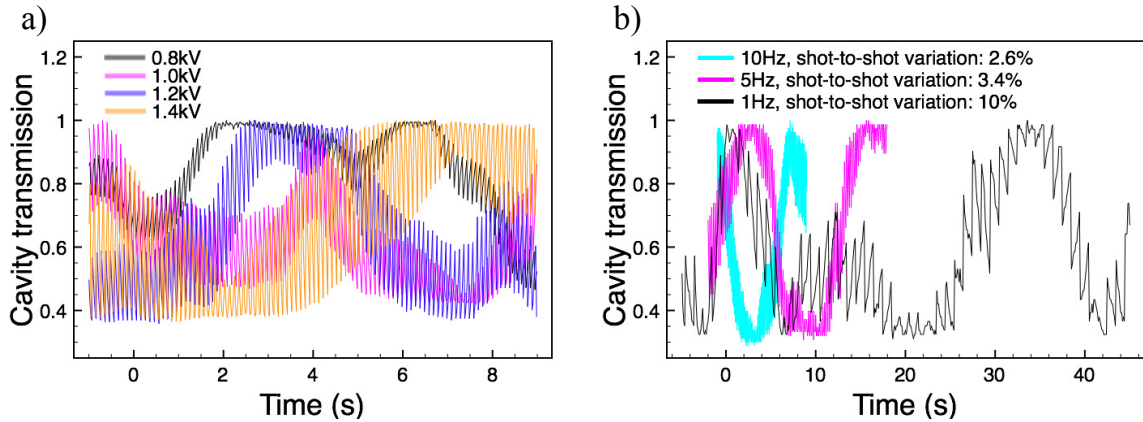 a)
1.2
1
0.8
0.6
0.4
Cavity transmission
0.8kV
1.0kV
1.2kV
1.4kV
0
2
4
6
8
Time (s)
b)
1.2
1
0.8
0.6
0.4
Cavity transmission
10Hz, shot-to-shot variation: 2.6%
5Hz, shot-to-shot variation: 3.4%
1Hz, shot-to-shot variation: 10%
0
10
20
30
40
Time (s)